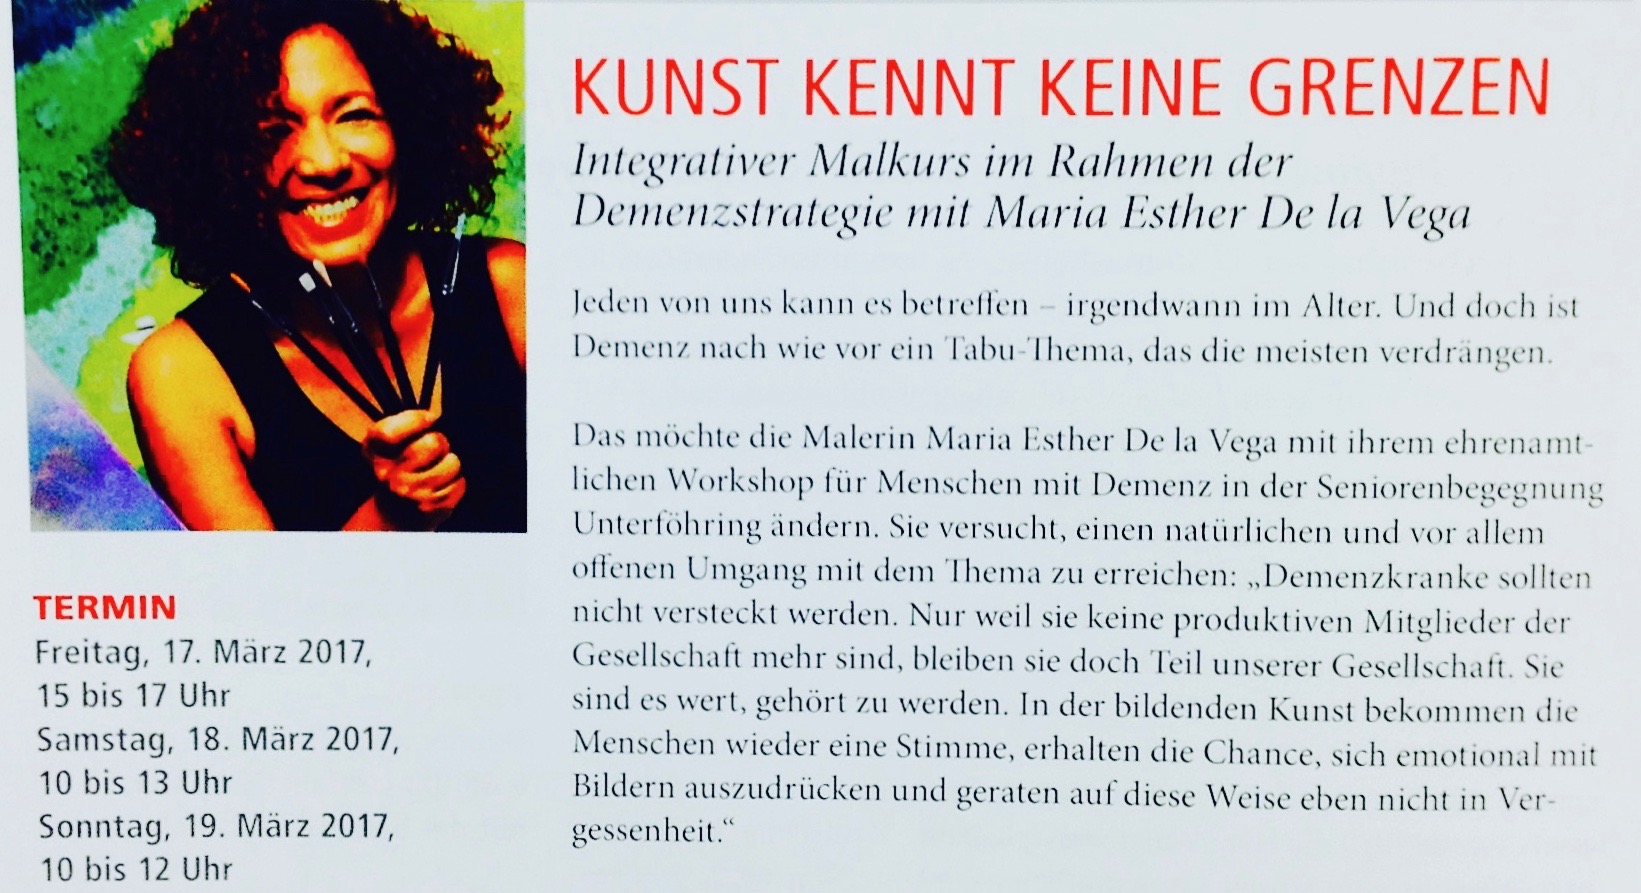 KUNST KENNT KEINE GRENZEN
Integrativer Malkurs im Rahmen der
Demenzstrategie mit Maria Esther De la Vega
Jeden von uns kann es betreffen – irgendwann im Alter. Und doch ist
Demenz nach wie vor ein Tabu-Thema, das die meisten verdrängen.
Das möchte die Malerin Maria Esther De la Vega mit ihrem ehrenamt-
lichen Workshop für Menschen mit Demenz in der Seniorenbegegnung
Unterföhring ändern. Sie versucht, einen natürlichen und vor allem
offenen Umgang mit dem Thema zu erreichen: „Demenzkranke sollten
nicht versteckt werden. Nur weil sie keine produktiven Mitglieder der
Gesellschaft mehr sind, bleiben sie doch Teil unserer Gesellschaft. Sie
sind es wert, gehört zu werden. In der bildenden Kunst bekommen die
Menschen wieder eine Stimme, erhalten die Chance, sich emotional mit
Bildern auszudrücken und geraten auf diese Weise eben nicht in Ver-
gessenheit.“
TERMIN
Freitag, 17. März 2017,
15 bis 17 Uhr
Samstag, 18. März 2017,
10 bis 13 Uhr
Sonntag, 19. März 2017,
10 bis 12 Uhr